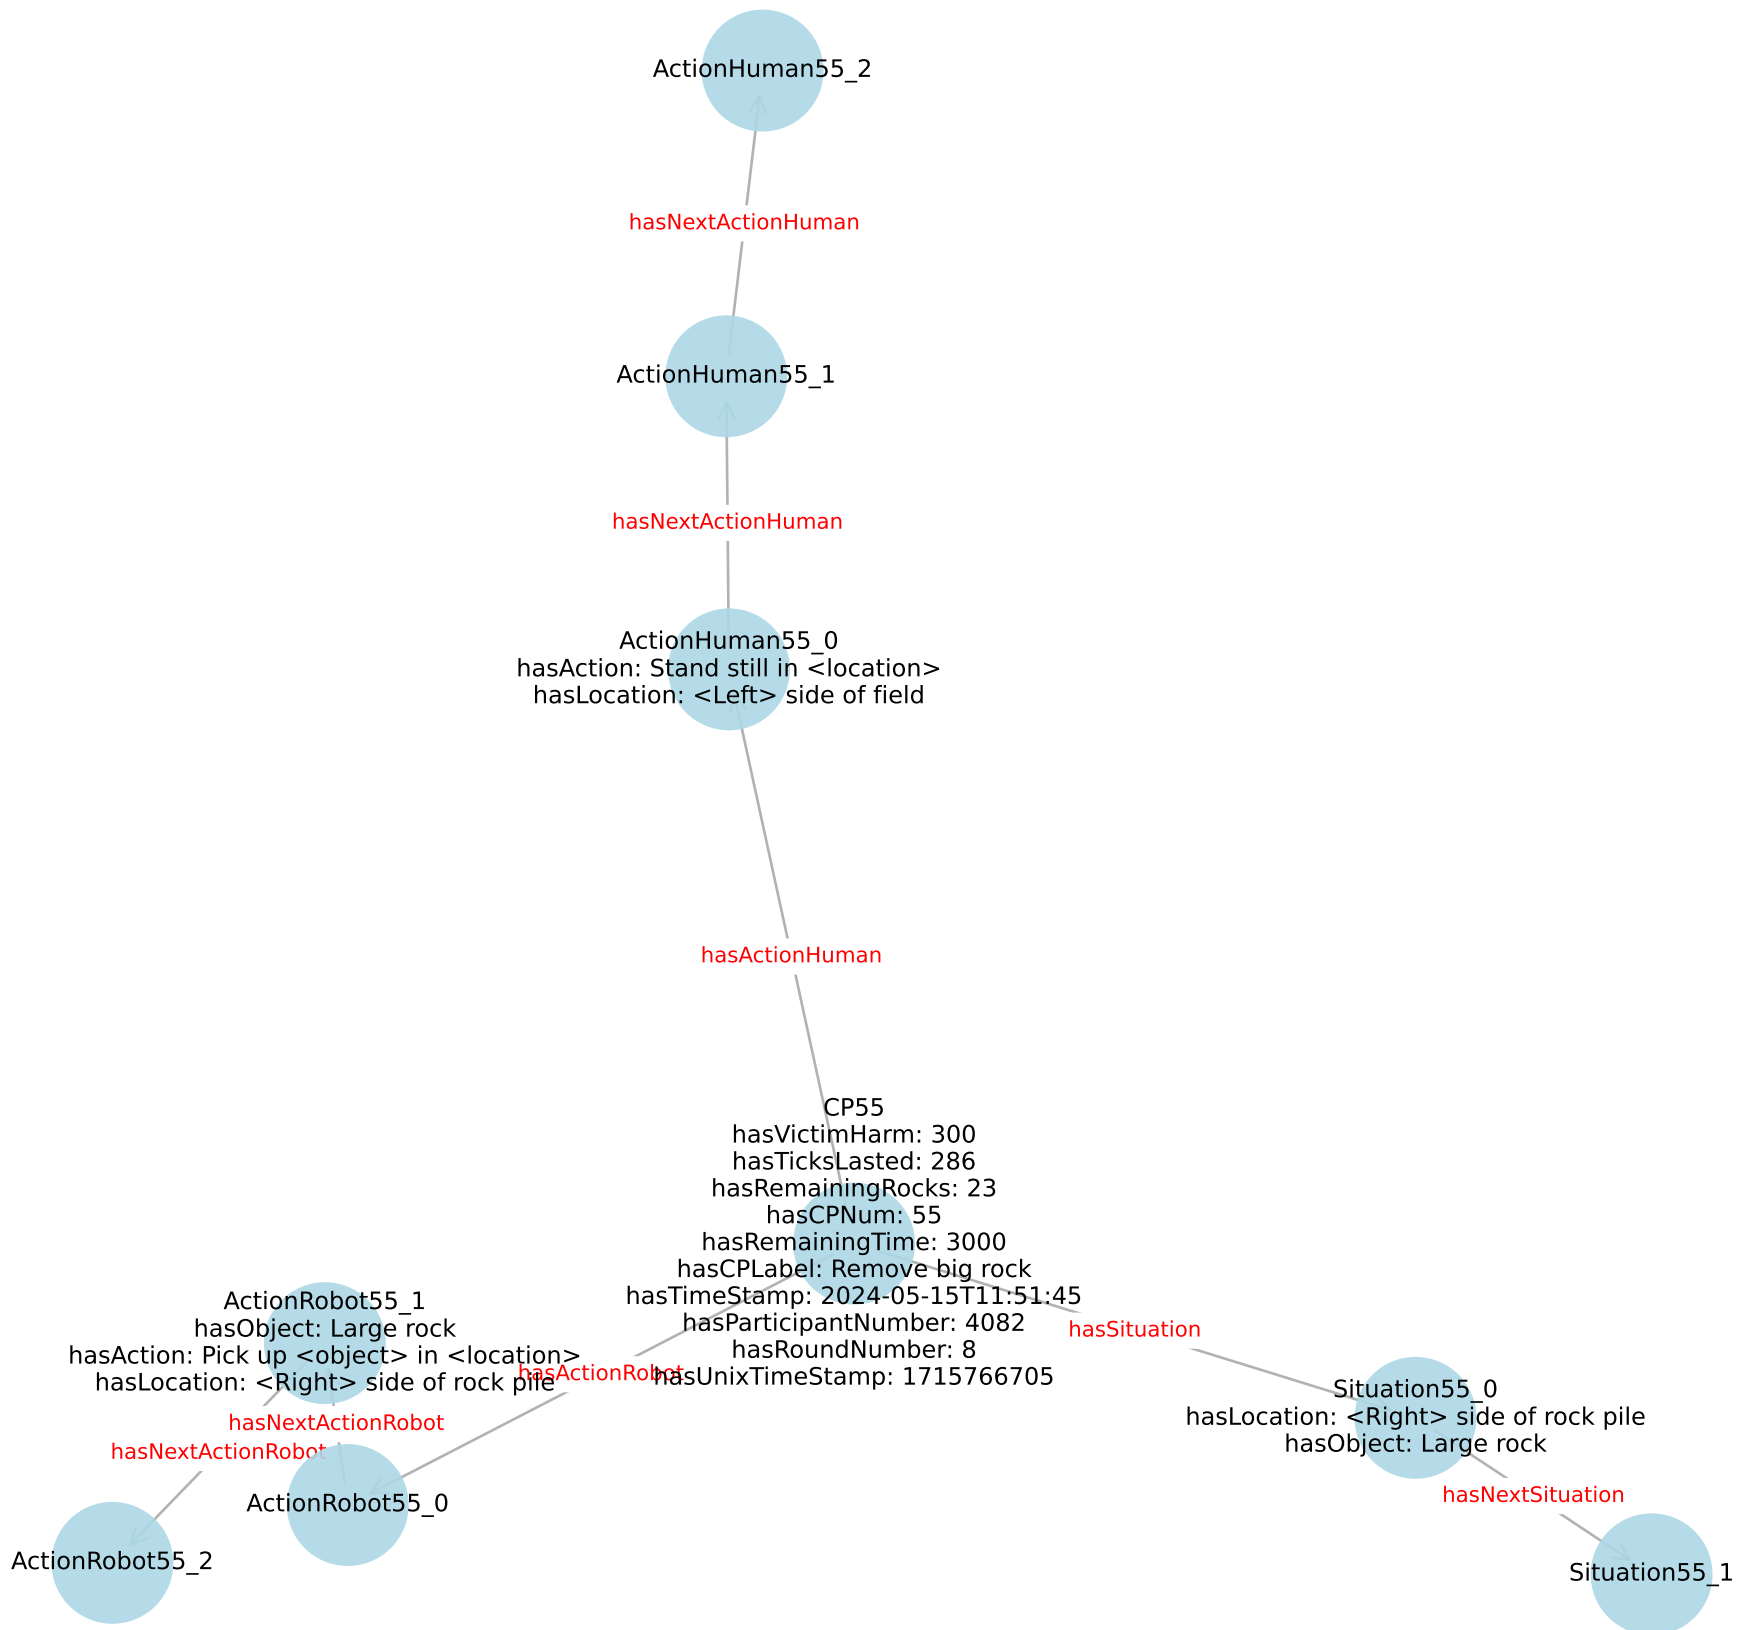 ActionHuman55_2
hasNextActionHuman
ActionHuman55_1
hasNextActionHuman
ActionHuman55_0
hasAction: Stand still in <location>
hasLocation: <Left> side of field
hasActionHuman
CP55
hasVictimHarm: 300
hasTicksLasted: 286
hasRemainingRocks: 23
hasCPNum: 55
hasRemainingTime: 3000
hasCPLabel: Remove big rock
hasTimeStamp: 2024-05-15T11:51:45
hasParticipantNumber: 4082
hasRoundNumber: 8
hasUnixTimeStamp: 1715766705
hasActionRobot
hasSituation
ActionRobot55_1
hasObject: Large rock
hasAction: Pick up <object> in <location>
hasLocation: <Right> side of rock pile
hasNextActionRobot
hasNextActionRobot
ActionRobot55_0
ActionRobot55_2
Situation55_0
hasLocation: <Right> side of rock pile
hasObject: Large rock
hasNextSituation
Situation55_1